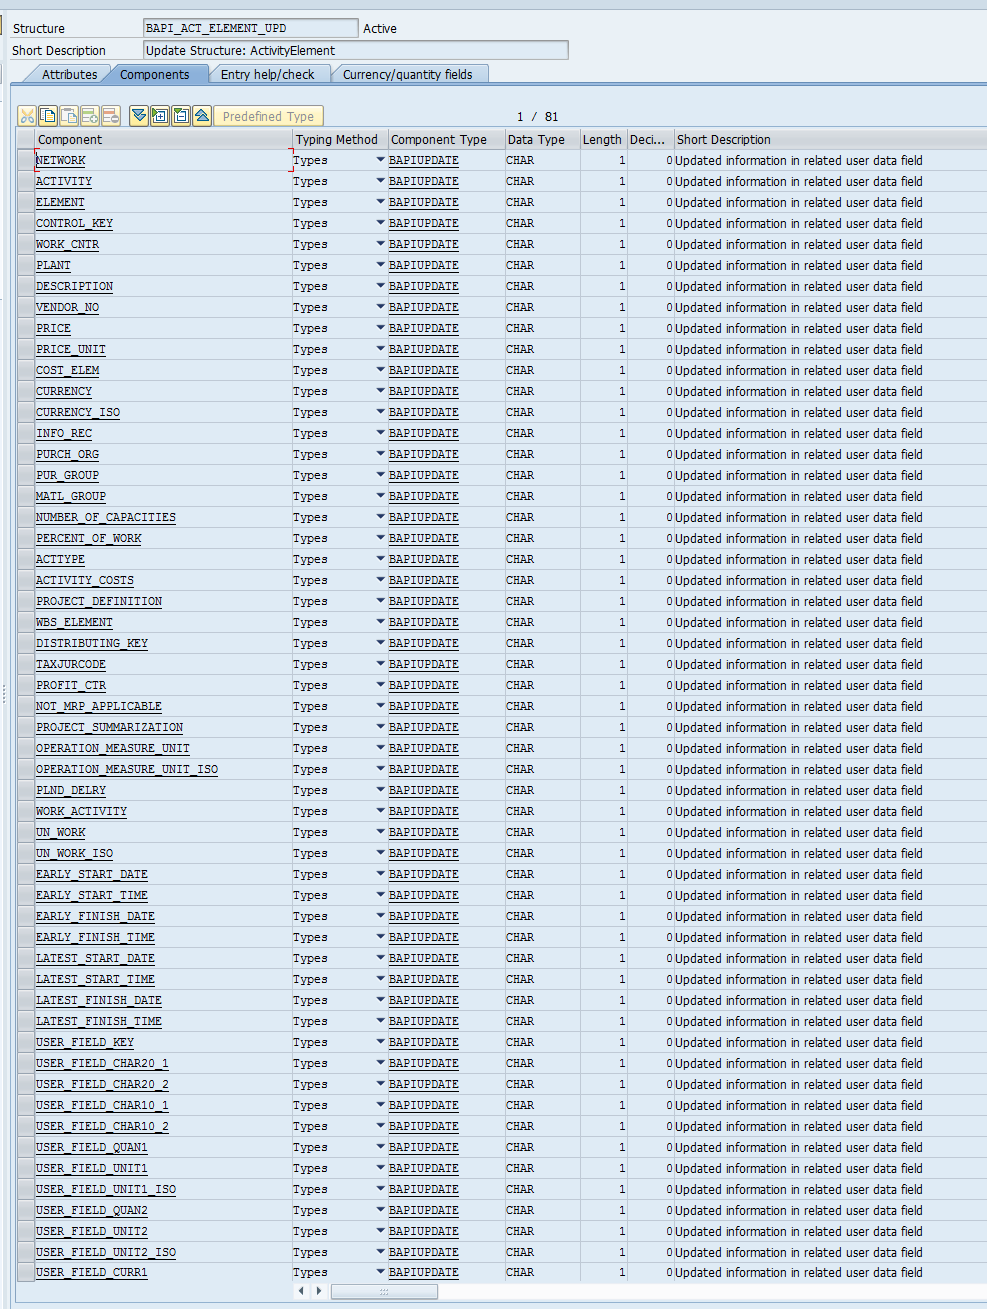 Structure BAPI_ACT_ELEMENT_UPD Active
Short Description Update Structure: ActivityElement
Attributes Components Entry help/check Currency/quantity fields
Predefined Type 1 / 81
Component Typing Method Component Type Data Type Length Deci... Short Description
NETWORK Types BAPIUPDATE CHAR 1 0 Updated information in related user data field
ACTIVITY Types BAPIUPDATE CHAR 1 0 Updated information in related user data field
ELEMENT Types BAPIUPDATE CHAR 1 0 Updated information in related user data field
CONTROL_KEY Types BAPIUPDATE CHAR 1 0 Updated information in related user data field
WORK_CNTR Types BAPIUPDATE CHAR 1 0 Updated information in related user data field
PLANT Types BAPIUPDATE CHAR 1 0 Updated information in related user data field
DESCRIPTION Types BAPIUPDATE CHAR 1 0 Updated information in related user data field
VENDOR_NO Types BAPIUPDATE CHAR 1 0 Updated information in related user data field
PRICE Types BAPIUPDATE CHAR 1 0 Updated information in related user data field
PRICE_UNIT Types BAPIUPDATE CHAR 1 0 Updated information in related user data field
COST_ELEM Types BAPIUPDATE CHAR 1 0 Updated information in related user data field
CURRENCY Types BAPIUPDATE CHAR 1 0 Updated information in related user data field
CURRENCY_ISO Types BAPIUPDATE CHAR 1 0 Updated information in related user data field
INFO_REC Types BAPIUPDATE CHAR 1 0 Updated information in related user data field
PURCH_ORG Types BAPIUPDATE CHAR 1 0 Updated information in related user data field
PUR_GROUP Types BAPIUPDATE CHAR 1 0 Updated information in related user data field
MATL_GROUP Types BAPIUPDATE CHAR 1 0 Updated information in related user data field
NUMBER_OF_CAPACITIES Types BAPIUPDATE CHAR 1 0 Updated information in related user data field
PERCENT_OF_WORK Types BAPIUPDATE CHAR 1 0 Updated information in related user data field
ACTTYPE Types BAPIUPDATE CHAR 1 0 Updated information in related user data field
ACTIVITY_COSTS Types BAPIUPDATE CHAR 1 0 Updated information in related user data field
PROJECT_DEFINITION Types BAPIUPDATE CHAR 1 0 Updated information in related user data field
WBS_ELEMENT Types BAPIUPDATE CHAR 1 0 Updated information in related user data field
DISTRIBUTING_KEY Types BAPIUPDATE CHAR 1 0 Updated information in related user data field
TAXJURCODE Types BAPIUPDATE CHAR 1 0 Updated information in related user data field
PROFIT_CTR Types BAPIUPDATE CHAR 1 0 Updated information in related user data field
NOT_MRP_APPLICABLE Types BAPIUPDATE CHAR 1 0 Updated information in related user data field
PROJECT_SUMMARIZATION Types BAPIUPDATE CHAR 1 0 Updated information in related user data field
OPERATION_MEASURE_UNIT Types BAPIUPDATE CHAR 1 0 Updated information in related user data field
OPERATION_MEASURE_UNIT_ISO Types BAPIUPDATE CHAR 1 0 Updated information in related user data field
PLND_DELRY Types BAPIUPDATE CHAR 1 0 Updated information in related user data field
WORK_ACTIVITY Types BAPIUPDATE CHAR 1 0 Updated information in related user data field
UN_WORK Types BAPIUPDATE CHAR 1 0 Updated information in related user data field
UN_WORK_ISO Types BAPIUPDATE CHAR 1 0 Updated information in related user data field
EARLY_START_DATE Types BAPIUPDATE CHAR 1 0 Updated information in related user data field
EARLY_START_TIME Types BAPIUPDATE CHAR 1 0 Updated information in related user data field
EARLY_FINISH_DATE Types BAPIUPDATE CHAR 1 0 Updated information in related user data field
EARLY_FINISH_TIME Types BAPIUPDATE CHAR 1 0 Updated information in related user data field
LATEST_START_DATE Types BAPIUPDATE CHAR 1 0 Updated information in related user data field
LATEST_START_TIME Types BAPIUPDATE CHAR 1 0 Updated information in related user data field
LATEST_FINISH_DATE Types BAPIUPDATE CHAR 1 0 Updated information in related user data field
LATEST_FINISH_TIME Types BAPIUPDATE CHAR 1 0 Updated information in related user data field
USER_FIELD_KEY Types BAPIUPDATE CHAR 1 0 Updated information in related user data field
USER_FIELD_CHAR20_1 Types BAPIUPDATE CHAR 1 0 Updated information in related user data field
USER_FIELD_CHAR20_2 Types BAPIUPDATE CHAR 1 0 Updated information in related user data field
USER_FIELD_CHAR10_1 Types BAPIUPDATE CHAR 1 0 Updated information in related user data field
USER_FIELD_CHAR10_2 Types BAPIUPDATE CHAR 1 0 Updated information in related user data field
USER_FIELD_QUAN1 Types BAPIUPDATE CHAR 1 0 Updated information in related user data field
USER_FIELD_UNIT1 Types BAPIUPDATE CHAR 1 0 Updated information in related user data field
USER_FIELD_UNIT1_ISO Types BAPIUPDATE CHAR 1 0 Updated information in related user data field
USER_FIELD_QUAN2 Types BAPIUPDATE CHAR 1 0 Updated information in related user data field
USER_FIELD_UNIT2 Types BAPIUPDATE CHAR 1 0 Updated information in related user data field
USER_FIELD_UNIT2_ISO Types BAPIUPDATE CHAR 1 0 Updated information in related user data field
USER_FIELD_CURR1 Types BAPIUPDATE CHAR 1 0 Updated information in related user data field